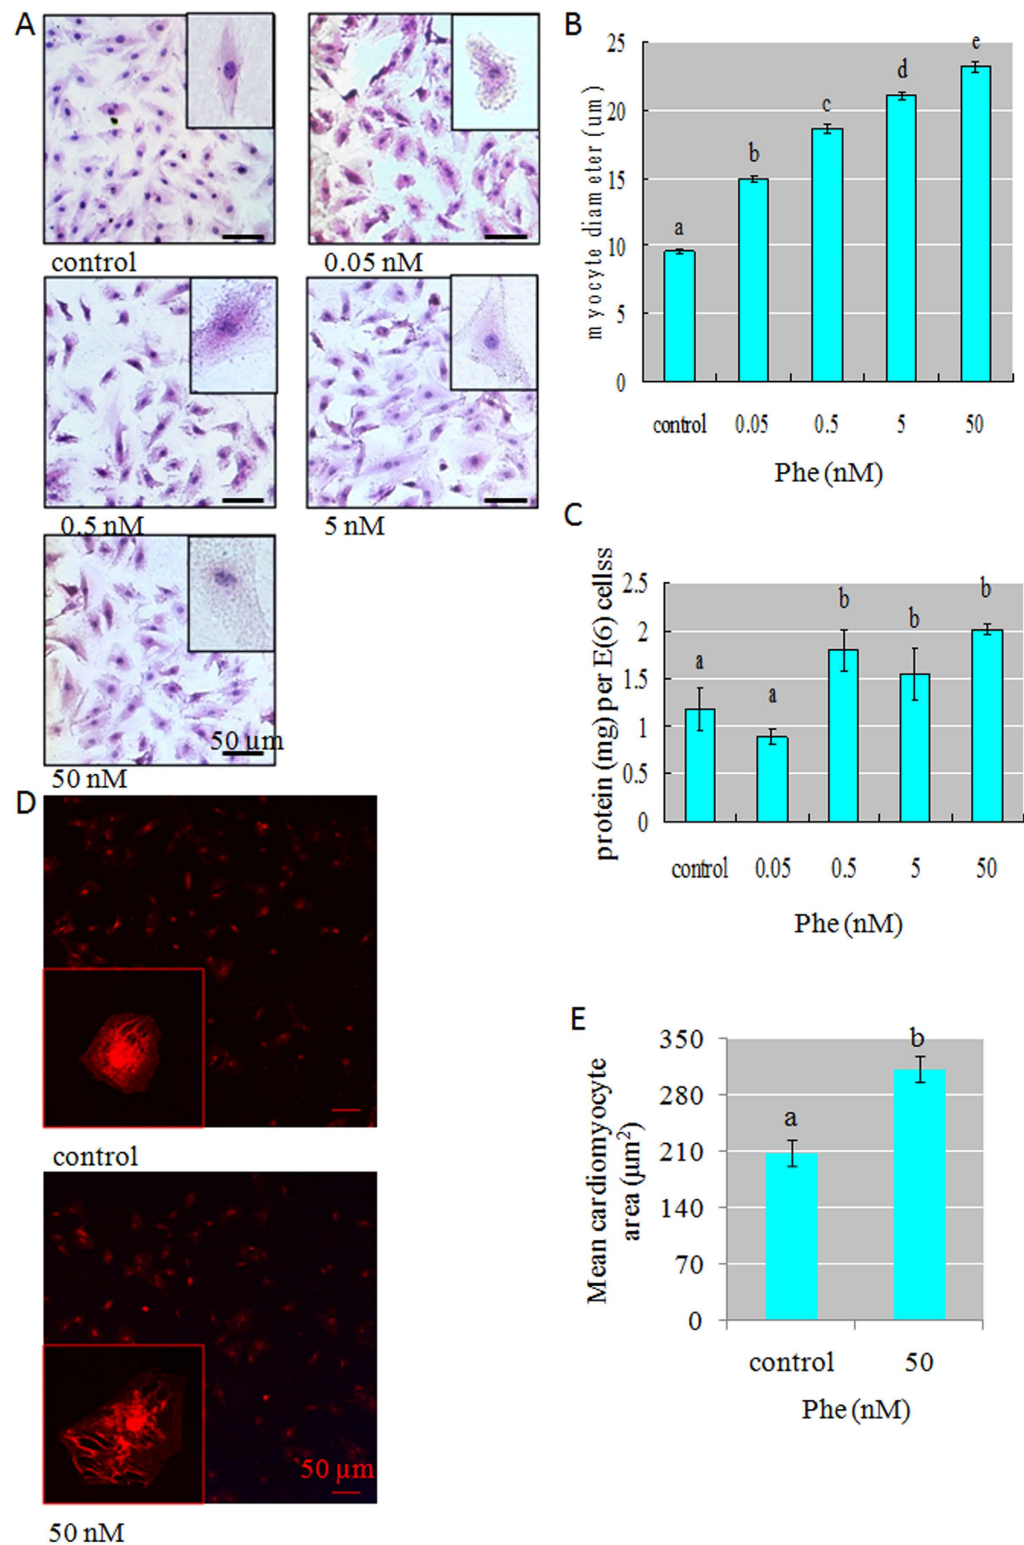 A
control
0.05 nM
0.5 nM
5 nM
50 µm
50 nM
B
myocyte diameter (um)
25
20
15
10
5
0
a
b
c
d
e
control 0.05 0.5 5 50
Phe (nM)
C
protein (mg) per E(6) cellss
2.5
2
1.5
1
0.5
0
a
a
b
b
b
control 0.05 0.5 5 50
Phe (nM)
D
control
50 µm
50 nM
E
Mean cardiomyocyte
area (µm²)
350
280
210
140
70
0
a
b
control 50
Phe (nM)